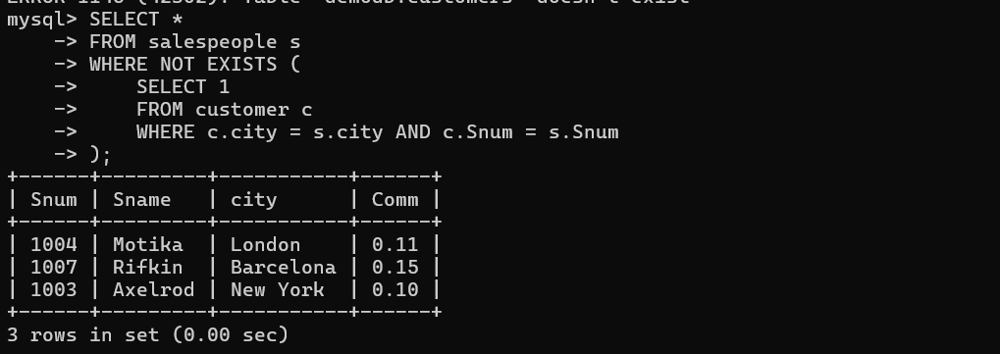 mysql> SELECT *
    -> FROM salespeople s
    -> WHERE NOT EXISTS (
    ->     SELECT 1
    ->     FROM customer c
    ->     WHERE c.city = s.city AND c.Snum = s.Snum
    -> );
+------+---------+-----------+------+
| Snum | Sname   | city      | Comm |
+------+---------+-----------+------+
| 1004 | Motika  | London    | 0.11 |
| 1007 | Rifkin  | Barcelona | 0.15 |
| 1003 | Axelrod | New York  | 0.10 |
+------+---------+-----------+------+
3 rows in set (0.00 sec)